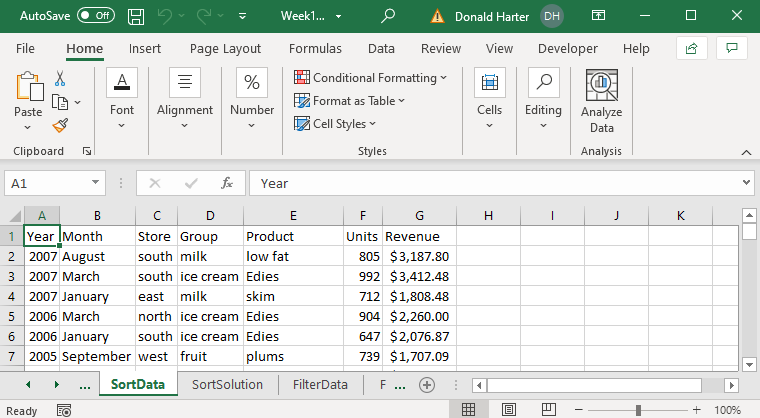 AutoSave Off Week1... Donald Harter DH
File Home Insert Page Layout Formulas Data Review View Developer Help
Paste
Clipboard
Font
Alignment
%
Number
Conditional Formatting
Format as Table
Cell Styles
Styles
Cells
Editing
Analyze
Data
Analysis
A1 fx Year
A B C D E F G H I J K
1 Year Month Store Group Product Units Revenue
2 2007 August south milk low fat 805 $3,187.80
3 2007 March south ice cream Edies 992 $3,412.48
4 2007 January east milk skim 712 $1,808.48
5 2006 March north ice cream Edies 904 $2,260.00
6 2006 January south ice cream Edies 647 $2,076.87
7 2005 September west fruit plums 739 $1,707.09
... SortData SortSolution FilterData F ...
Ready 100%